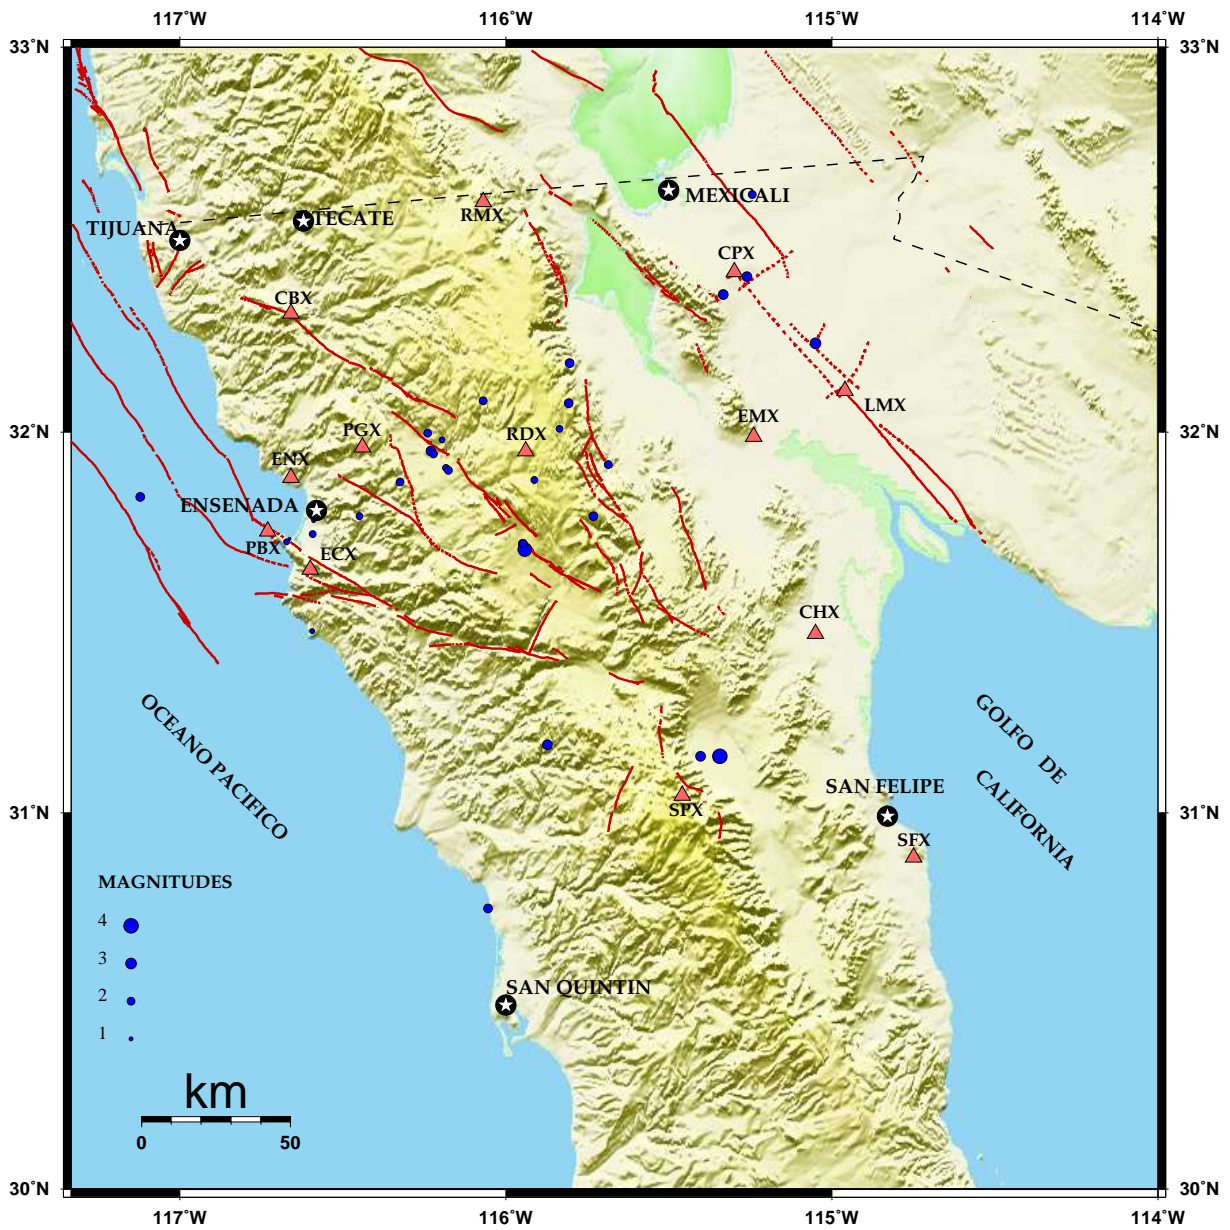 117˚W
116˚W
115˚W
114˚W
33˚N
33˚N
MEXICALI
RMX
TECATE
TIJUANA
CPX
CBX
LMX
EMX
PGX
RDX
ENX
32˚N
32˚N
ENSENADA
PBX
ECX
CHX
OCEANO PACIFICO
GOLFO DE
CALIFORNIA
SAN FELIPE
SPX
SFX
31˚N
31˚N
MAGNITUDES
4
3
2
1
SAN QUINTIN
km
0
50
30˚N
30˚N
117˚W
116˚W
115˚W
114˚W